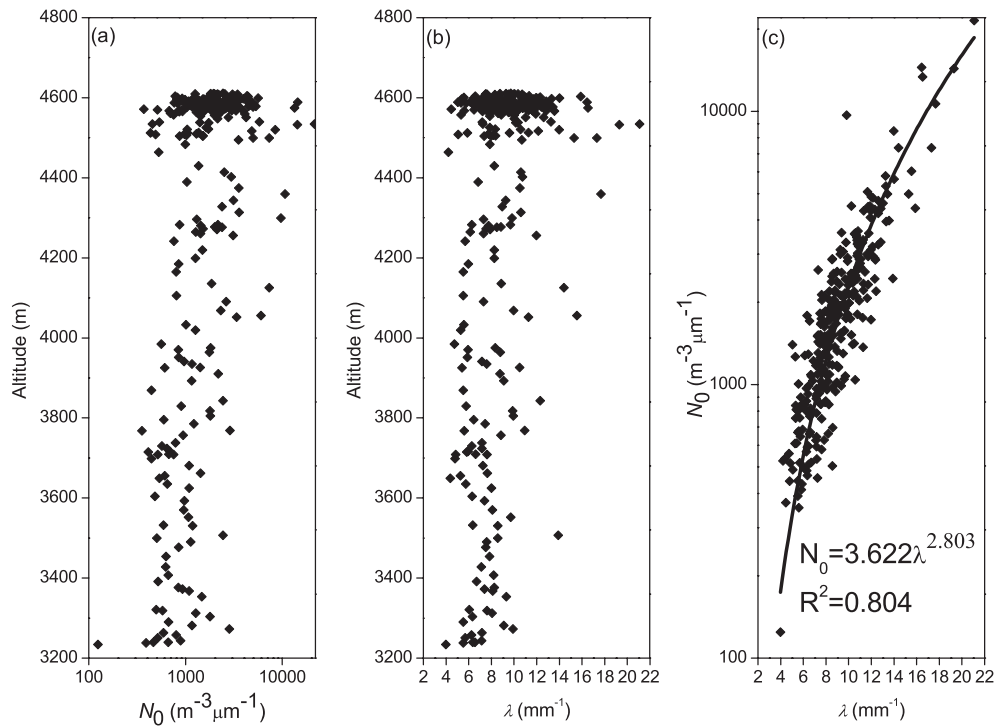 (a)
4800
4600
4400
4200
4000
3800
3600
3400
3200
Altitude (m)
100 1000 10000
N₀ (m⁻³μm⁻¹)
(b)
4800
4600
4400
4200
4000
3800
3600
3400
3200
Altitude (m)
2 4 6 8 10 12 14 16 18 20 22
λ (mm⁻¹)
(c)
10000
1000
100
N₀ (m⁻³μm⁻¹)
N₀=3.622λ²·⁸⁰³
R²=0.804
2 4 6 8 10 12 14 16 18 20 22
λ (mm⁻¹)